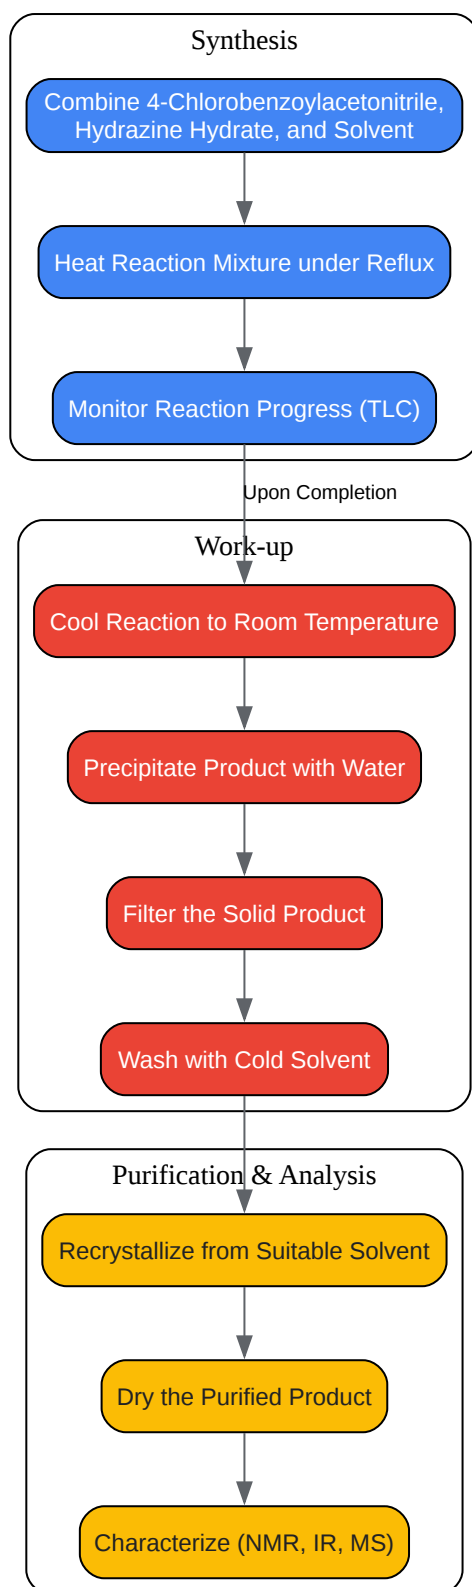 Synthesis
Combine 4-Chlorobenzoylacetonitrile,
Hydrazine Hydrate, and Solvent
Heat Reaction Mixture under Reflux
Monitor Reaction Progress (TLC)
Upon Completion
Work-up
Cool Reaction to Room Temperature
Precipitate Product with Water
Filter the Solid Product
Wash with Cold Solvent
Purification & Analysis
Recrystallize from Suitable Solvent
Dry the Purified Product
Characterize (NMR, IR, MS)